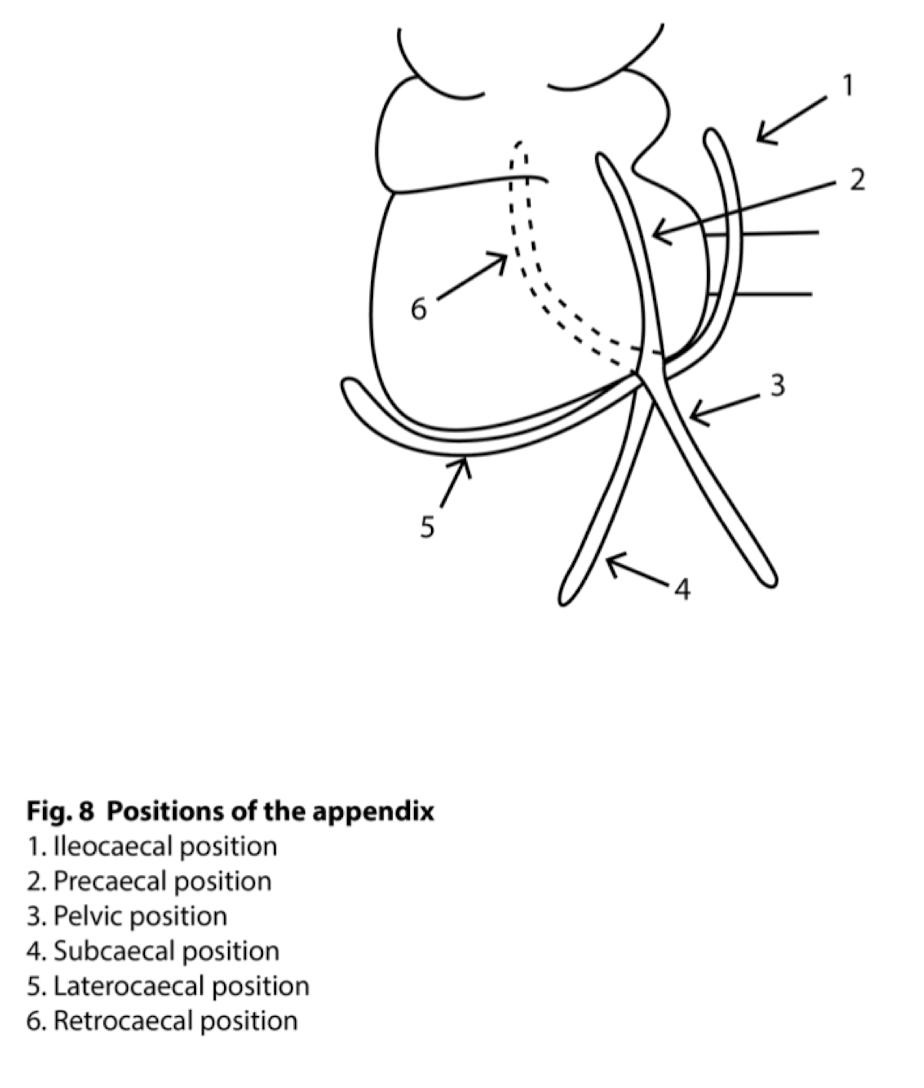 1
2
6
3
5
4
Fig. 8 Positions of the appendix
1. Ileocaecal position
2. Precaecal position
3. Pelvic position
4. Subcaecal position
5. Laterocaecal position
6. Retrocaecal position